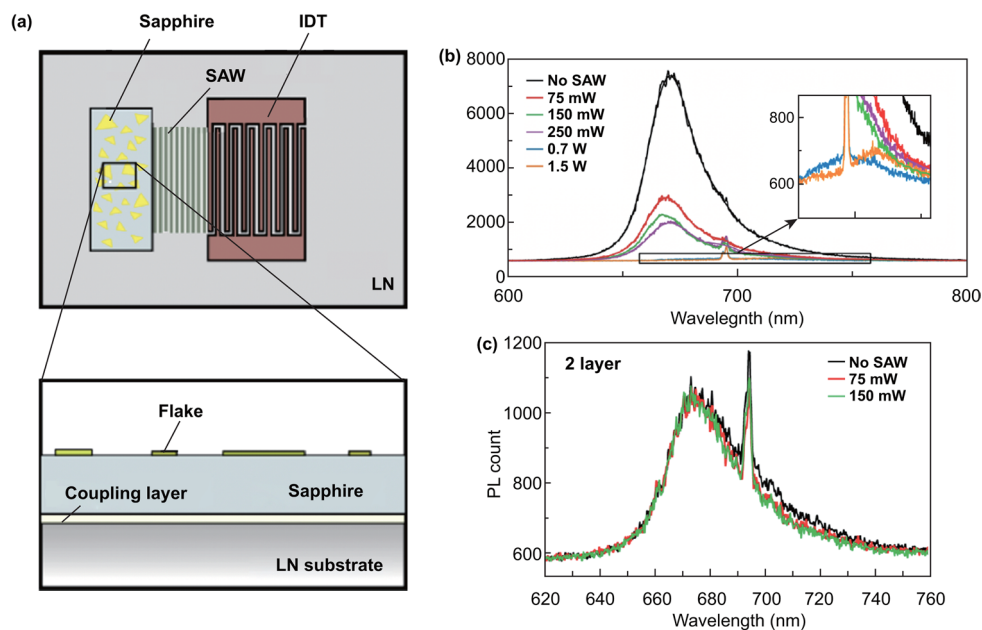 (a)
Sapphire
IDT
SAW
LN
Flake
Coupling layer
Sapphire
LN substrate
(b)
8000
6000
4000
2000
0
600
700
800
Wavelegnth (nm)
No SAW
75 mW
150 mW
250 mW
0.7 W
1.5 W
800
600
(c)
2 layer
No SAW
75 mW
150 mW
PL count
1200
1000
800
600
620 640 660 680 690 700 720 740 760
Wavelength (nm)